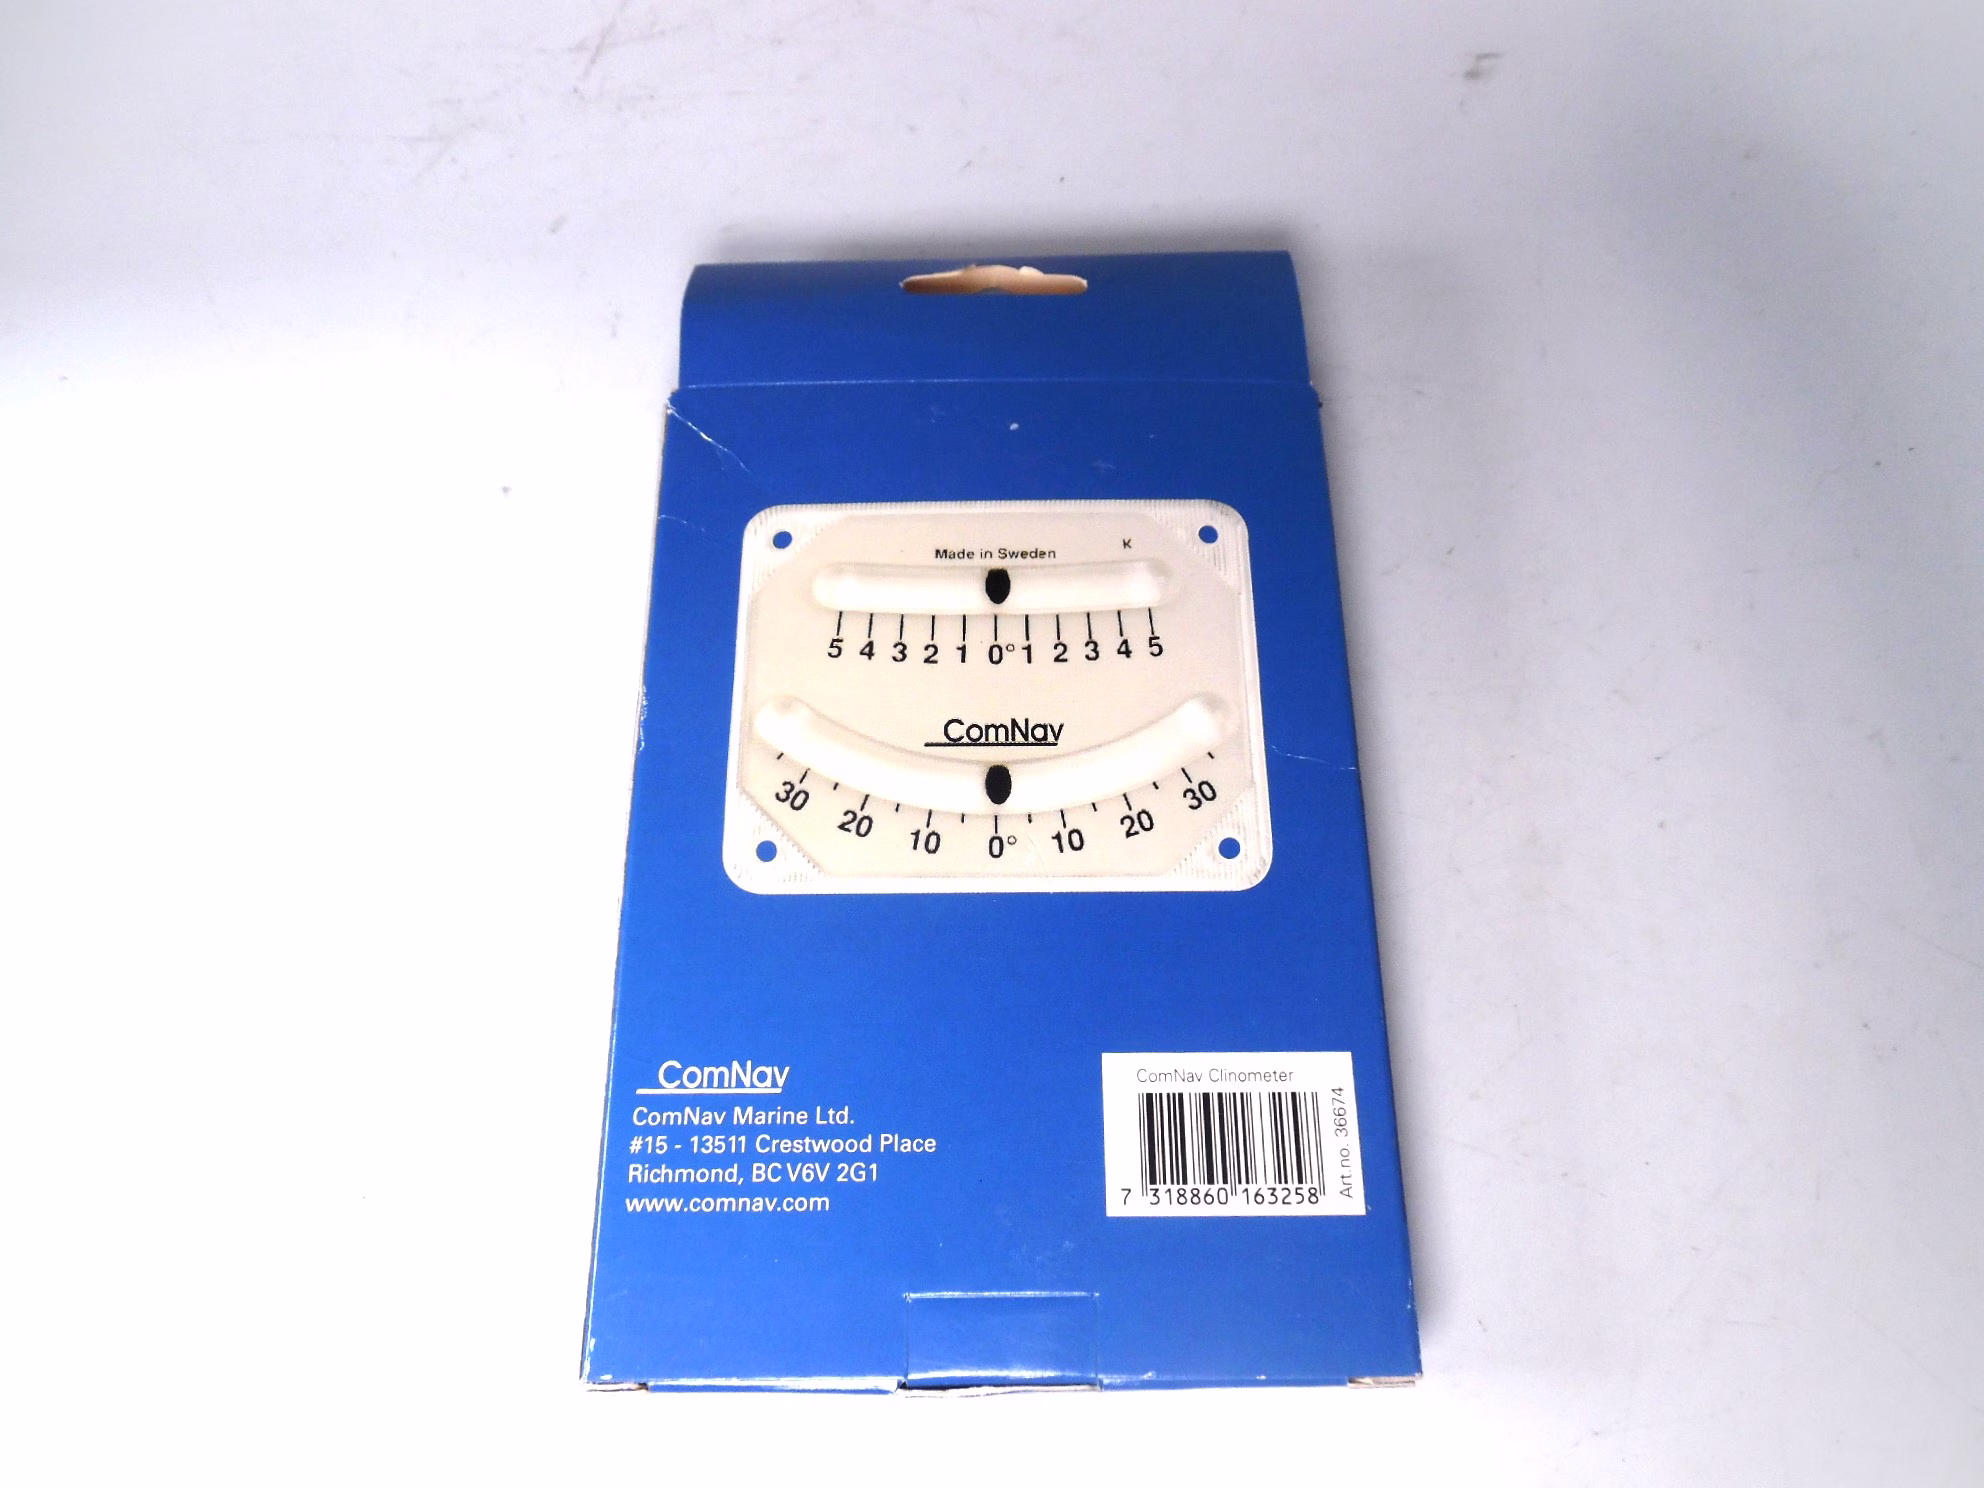 Made in Sweden K
5 4 3 2 1 0° 1 2 3 4 5
ComNav
30 20 10 0° 10 20 30
ComNav
ComNav Marine Ltd.
#15 - 13511 Crestwood Place
Richmond, BC V6V 2G1
www.comnav.com
ComNav Clinometer
7 318860 163258
Art.no. 36674